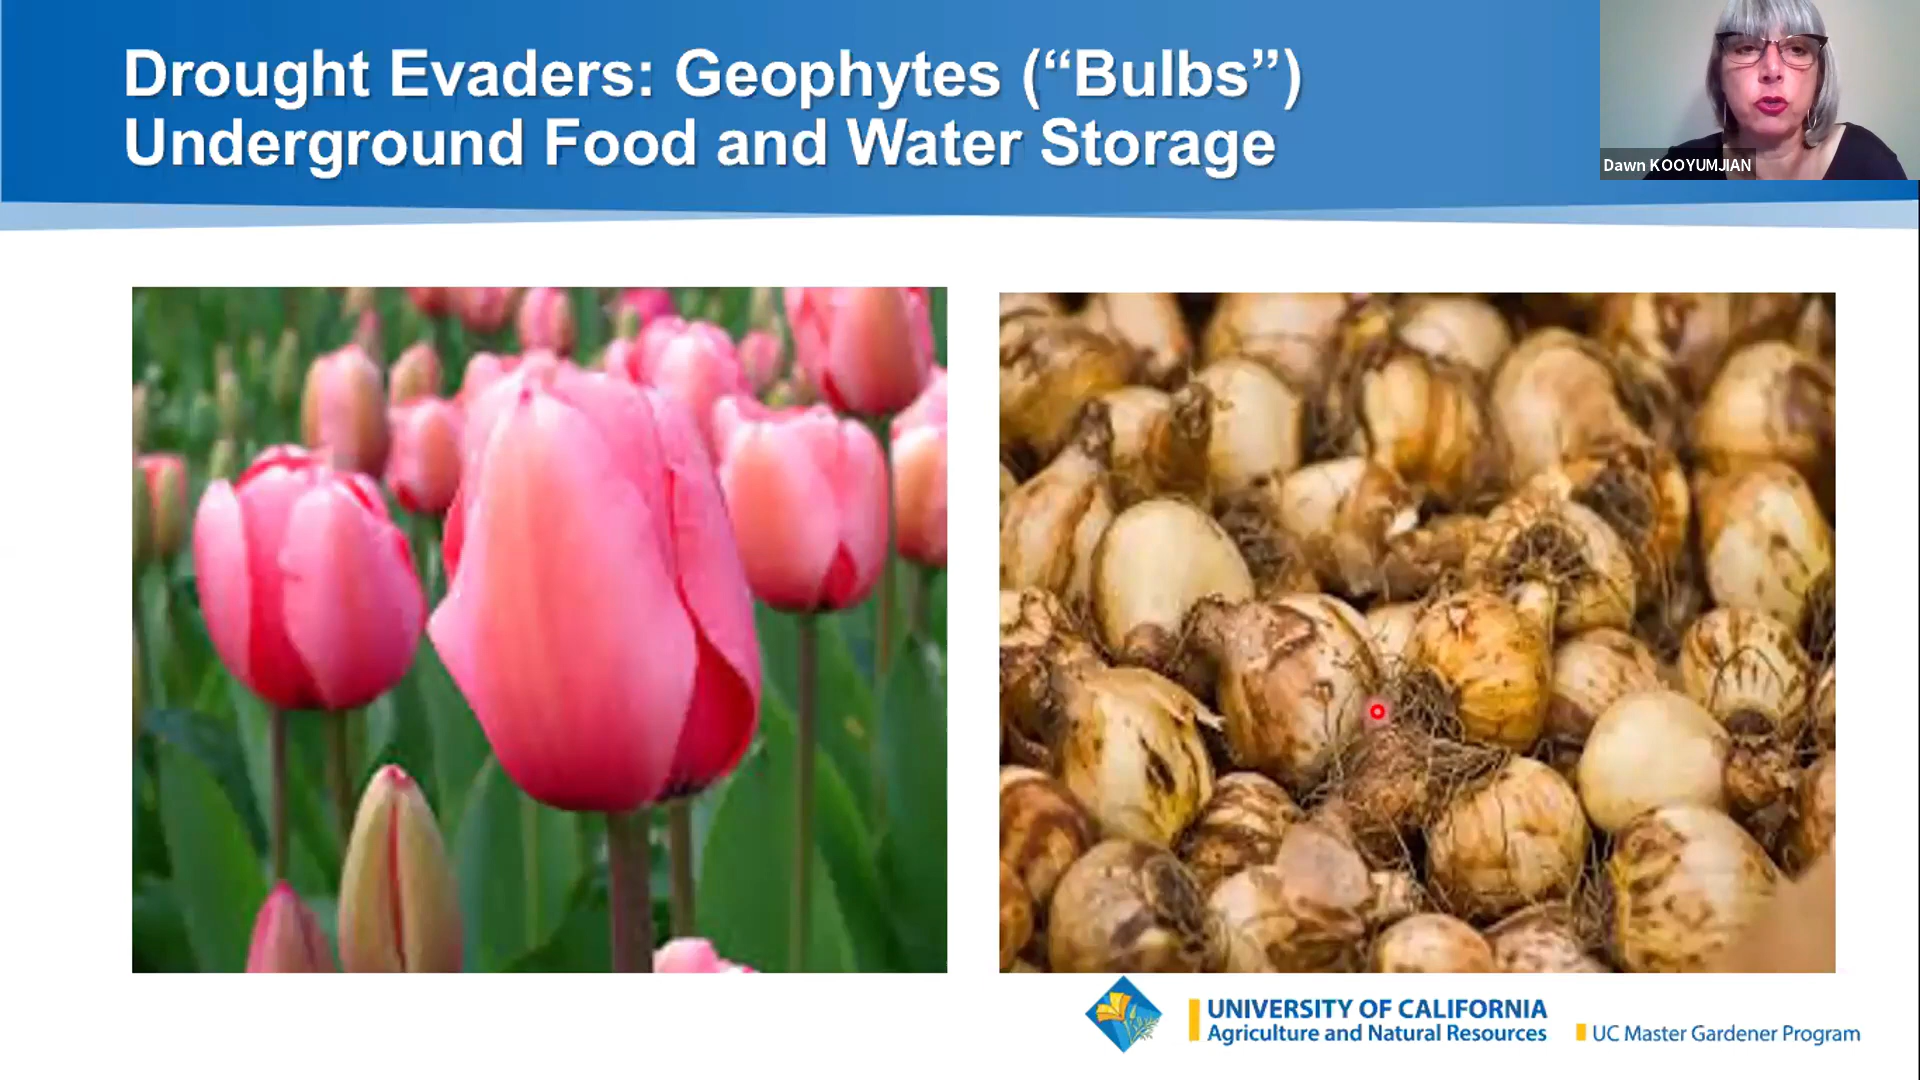 Drought Evaders: Geophytes (“Bulbs”)
Underground Food and Water Storage
Dawn KOOYUMJIAN
UNIVERSITY OF CALIFORNIA
Agriculture and Natural Resources
UC Master Gardener Program